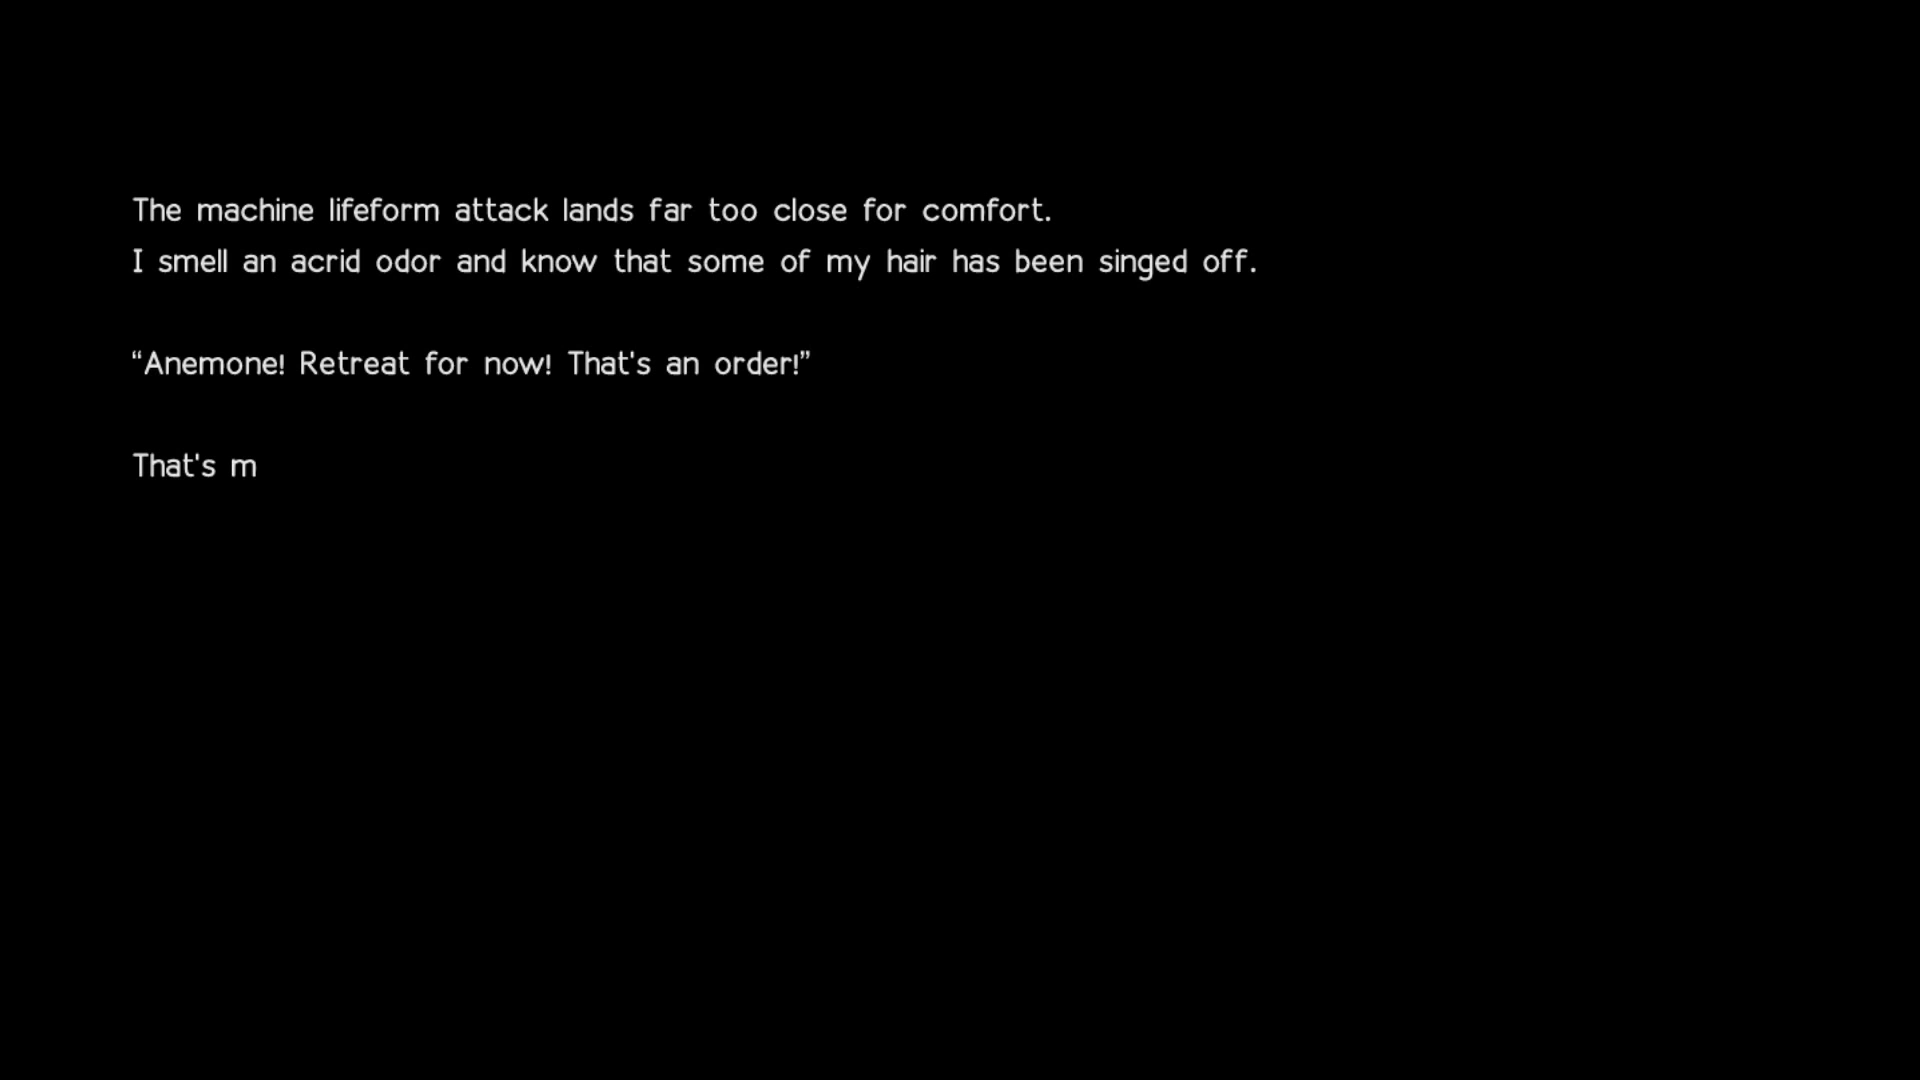 The machine lifeform attack lands far too close for comfort.
I smell an acrid odor and know that some of my hair has been singed off.
“Anemone! Retreat for now! That's an order!”
That's m